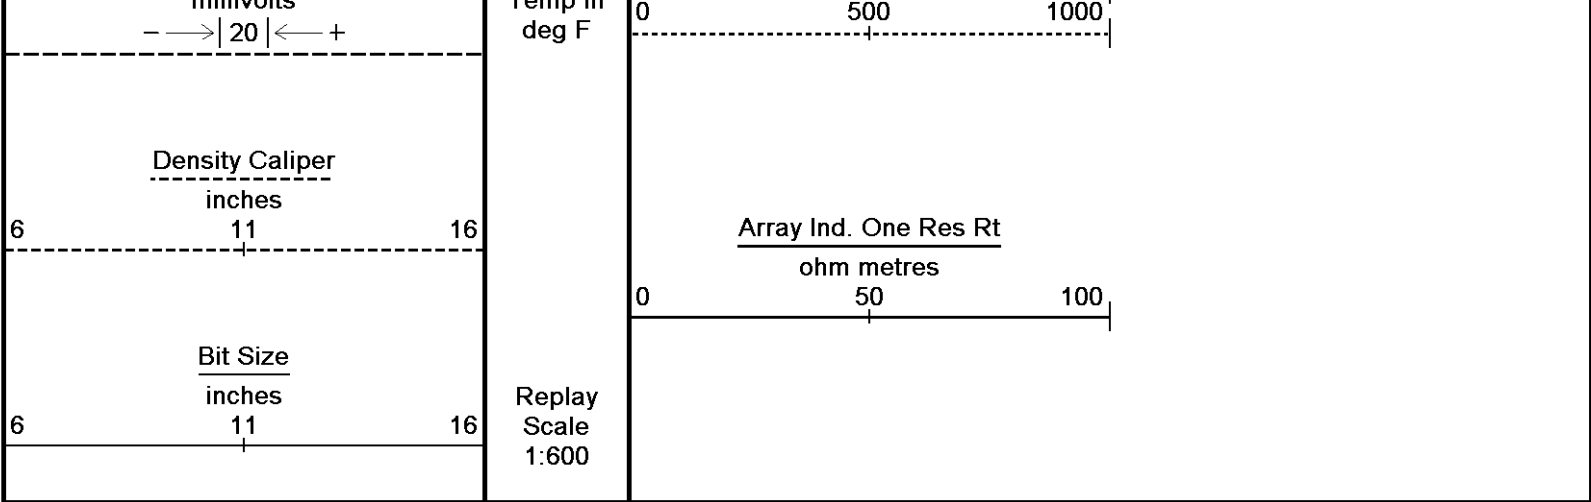 millivolts
− 20 +
Density Caliper
inches
6 11 16
Bit Size
inches
6 11 16
Temp in
deg F
Replay
Scale
1:600
0 500 1000
Array Ind. One Res Rt
ohm metres
0 50 100